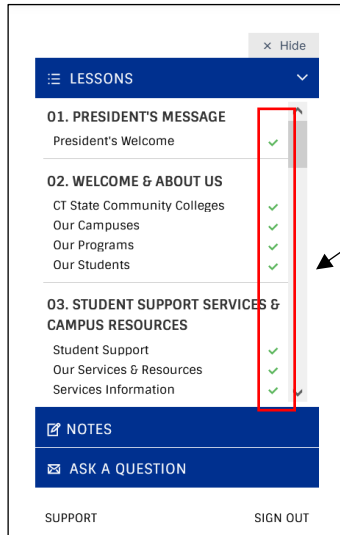 × Hide
LESSONS
01. PRESIDENT'S MESSAGE
President's Welcome
02. WELCOME & ABOUT US
CT State Community Colleges
Our Campuses
Our Programs
Our Students
03. STUDENT SUPPORT SERVICES &
CAMPUS RESOURCES
Student Support
Our Services & Resources
Services Information
NOTES
ASK A QUESTION
SUPPORT SIGN OUT